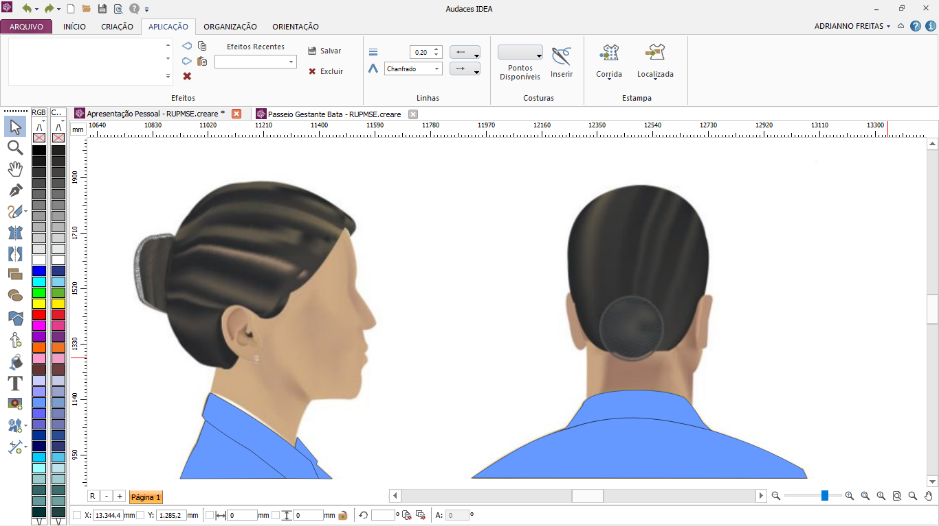 Audaces IDEA
ARQUIVO INÍCIO CRIAÇÃO APLICAÇÃO ORGANIZAÇÃO ORIENTAÇÃO ADRIANNO FREITAS
Efeitos Recentes Salvar
Excluir
0.20
Chanfrado
Pontos
Disponíveis
Inserir
Corrida
Localizada
Efeitos Linhas Costuras Estampa
RGB C... Apresentação Pessoal - RUPMSE.creare * Passeio Gestante Bata - RUPMSE.creare
mm 10640 10830 11020 11210 11400 11590 11780 11970 12160 12350 12540 12730 12920 13110 13300
1900
1710
1520
1330
1140
950
R - + Página 1
X: 13.344,4 mm Y: 1.285,2 mm 0 mm 0 mm º A: 0 º